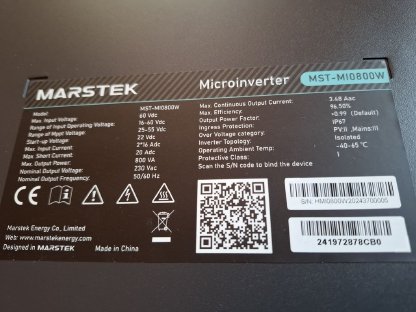 MARSTEK
Microinverter
MST-MI0800W
Model: MST-MI0800W
Max. Input Voltage: 60 Vdc
Range of Input Operating Voltage: 16-60 Vdc
Range of Mppt Voltage: 25-55 Vdc
Start-up Voltage: 22 Vdc
Max. Input Current: 2*16 Adc
Max. Short Current: 20 Adc
Max. Output Power: 800 VA
Nominal Output Voltage: 230 Vac
Nominal Output Frequency: 50/60 Hz
Max. Continuous Output Current: 3.48 Aac
Max. Efficiency: 96.50%
Output Power Factor: >0.99 (Default)
Ingress Protection: IP67
Over Voltage category: PV:II ,Mains:III
Inverter Topology: Isolated
Operating Ambient Temp: -40-65 °C
Protective Class: I
Scan the S/N code to bind the device
CE
S/N: HMI0800W20243700005
241972878CB0
Marstek Energy Co., Limited
Web: www.marstekenergy.com
Designed in MARSTEK Made in China